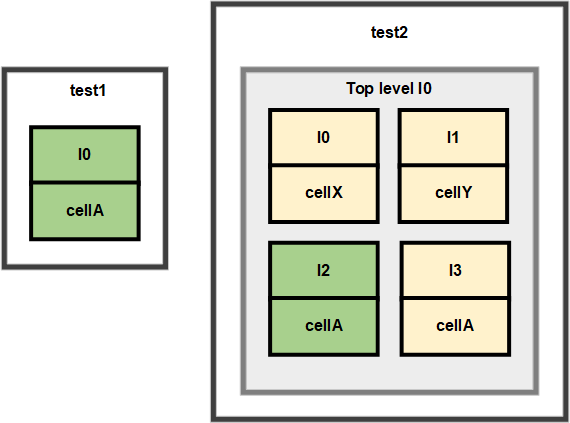 test1
I0
cellA
test2
Top level I0
I0
I1
cellX
cellY
I2
I3
cellA
cellA